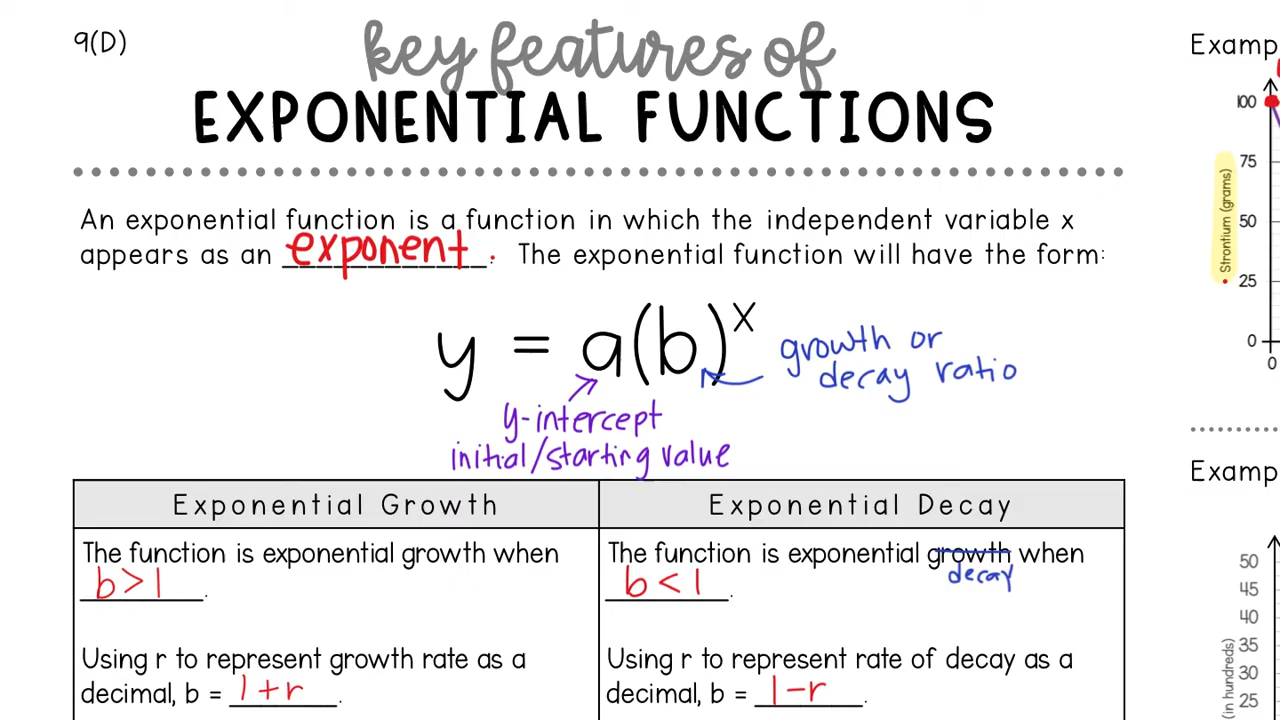 9(D)
key features of
EXPONENTIAL FUNCTIONS
An exponential function is a function in which the independent variable x
appears as an exponent. The exponential function will have the form:
y = a(b)^x
growth or
decay ratio
y-intercept
initial/starting value
Exponential Growth
The function is exponential growth when
b > 1.
Using r to represent growth rate as a
decimal, b = 1 + r.
Exponential Decay
The function is exponential growth when
decay
b < 1.
Using r to represent rate of decay as a
decimal, b = 1 - r.
Examp
100
75
50
25
0
0
Strontium (grams)
Examp
50
45
40
35
30
25
(in hundreds)